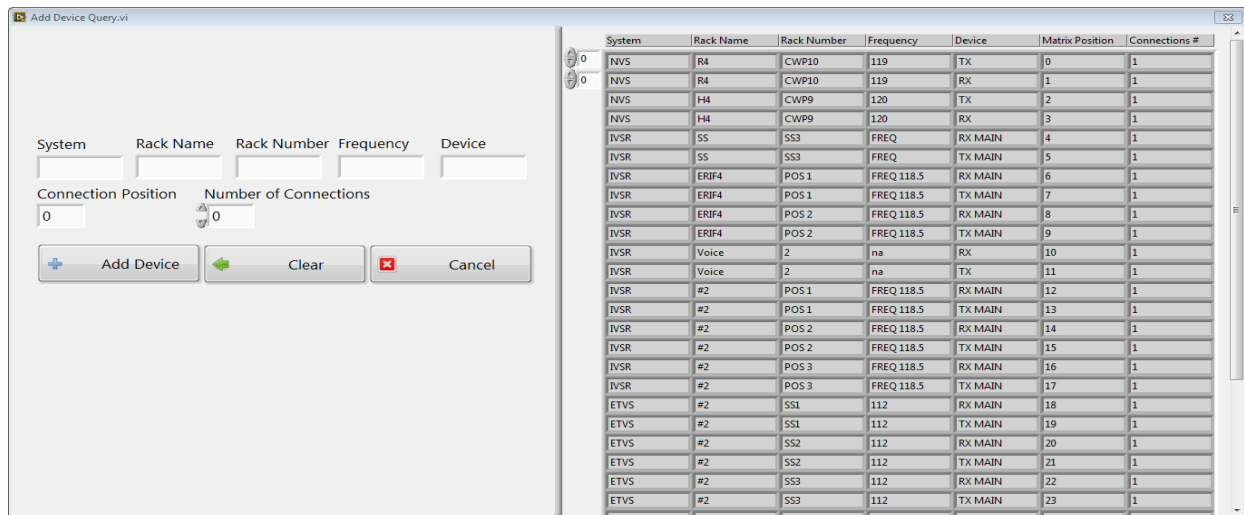 Add Device Query.vi
System Rack Name Rack Number Frequency Device
Connection Position Number of Connections
0 0
Add Device Clear Cancel
0
0
System Rack Name Rack Number Frequency Device Matrix Position Connections #
NVS R4 CWP10 119 TX 0 1
NVS R4 CWP10 119 RX 1 1
NVS H4 CWP9 120 TX 2 1
NVS H4 CWP9 120 RX 3 1
IVSR SS SS3 FREQ RX MAIN 4 1
IVSR SS SS3 FREQ TX MAIN 5 1
IVSR ERIF4 POS 1 FREQ 118.5 RX MAIN 6 1
IVSR ERIF4 POS 1 FREQ 118.5 TX MAIN 7 1
IVSR ERIF4 POS 2 FREQ 118.5 RX MAIN 8 1
IVSR ERIF4 POS 2 FREQ 118.5 TX MAIN 9 1
IVSR Voice 2 na RX 10 1
IVSR Voice 2 na TX 11 1
IVSR #2 POS 1 FREQ 118.5 RX MAIN 12 1
IVSR #2 POS 1 FREQ 118.5 TX MAIN 13 1
IVSR #2 POS 2 FREQ 118.5 RX MAIN 14 1
IVSR #2 POS 2 FREQ 118.5 TX MAIN 15 1
IVSR #2 POS 3 FREQ 118.5 RX MAIN 16 1
IVSR #2 POS 3 FREQ 118.5 TX MAIN 17 1
ETVS #2 SS1 112 RX MAIN 18 1
ETVS #2 SS1 112 TX MAIN 19 1
ETVS #2 SS2 112 RX MAIN 20 1
ETVS #2 SS2 112 TX MAIN 21 1
ETVS #2 SS3 112 RX MAIN 22 1
ETVS #2 SS3 112 TX MAIN 23 1